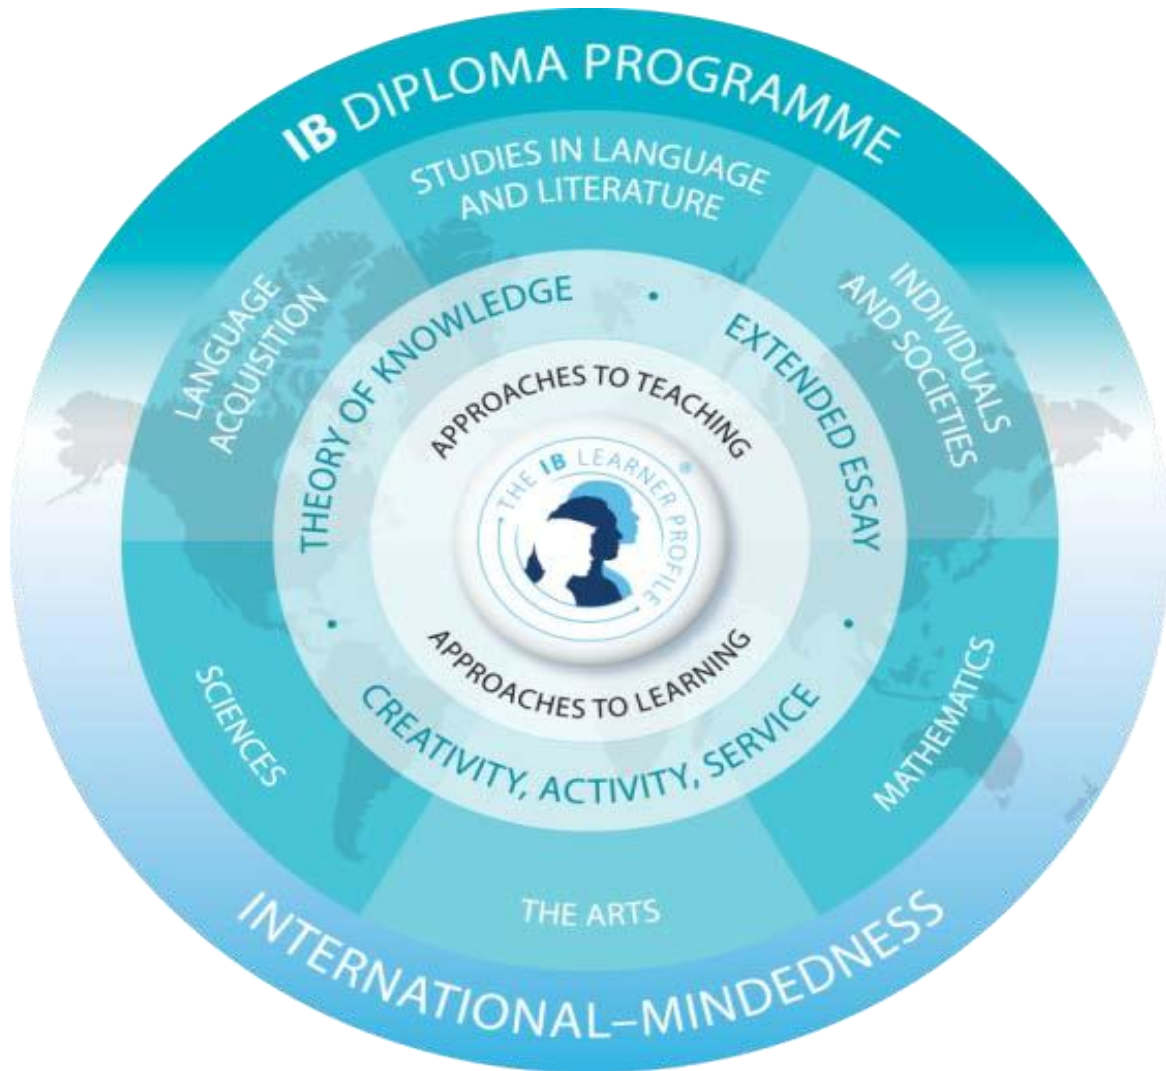 IB DIPLOMA PROGRAMME
STUDIES IN LANGUAGE
AND LITERATURE
LANGUAGE
ACQUISITION
INDIVIDUALS
AND SOCIETIES
THEORY OF KNOWLEDGE
EXTENDED ESSAY
APPROACHES TO TEACHING
THE IB LEARNER PROFILE®
APPROACHES TO LEARNING
CREATIVITY, ACTIVITY, SERVICE
SCIENCES
MATHEMATICS
THE ARTS
INTERNATIONAL–MINDEDNESS